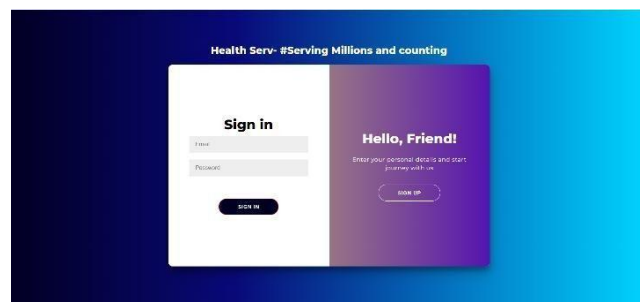 Health Serv- #Serving Millions and counting
Sign in
Email
Password
SIGN IN
Hello, Friend!
Enter your personal details and start
journey with us
SIGN UP